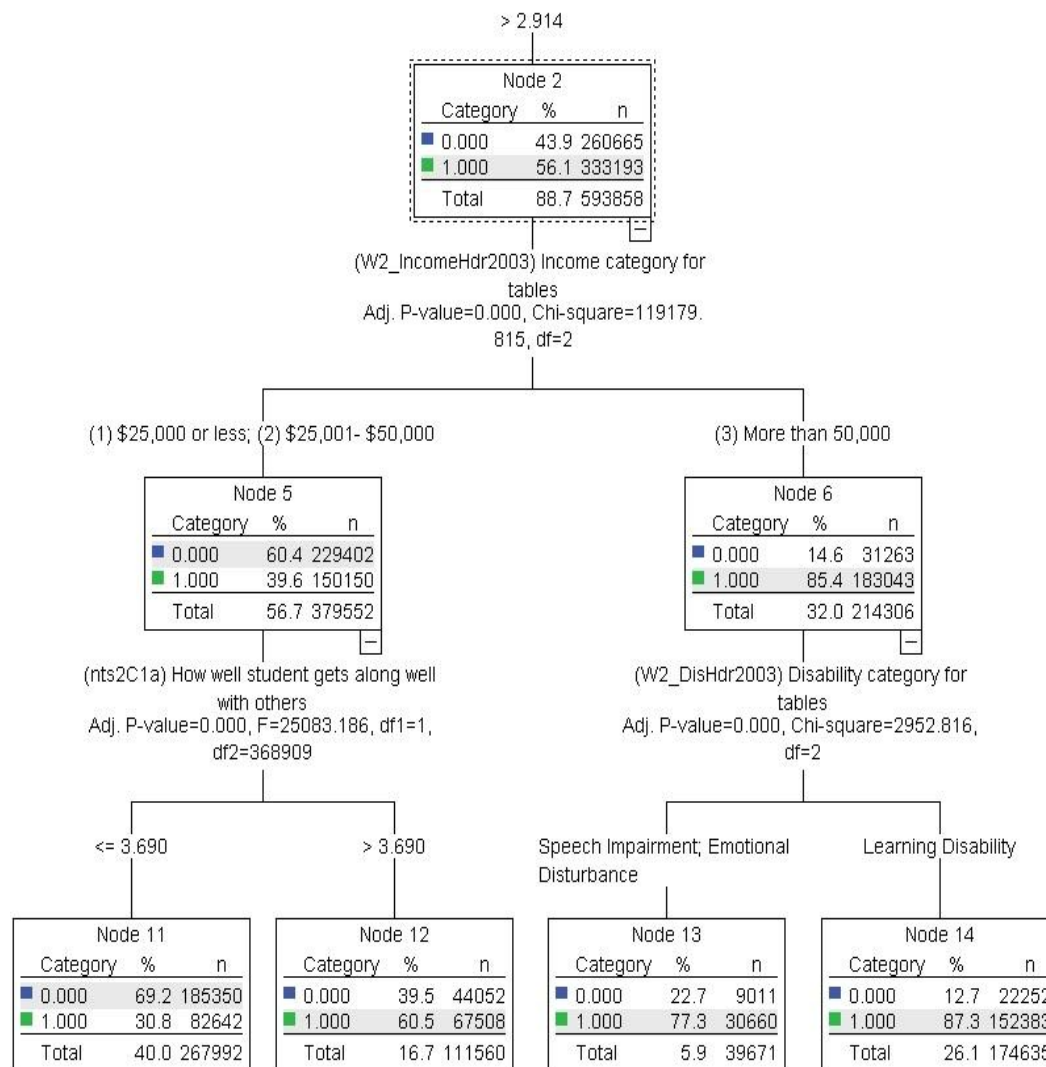 > 2.914
Node 2
Category % n
0.000 43.9 260665
1.000 56.1 333193
Total 88.7 593858
(W2_IncomeHdr2003) Income category for
tables
Adj. P-value=0.000, Chi-square=119179.
815, df=2
(1) $25,000 or less; (2) $25,001- $50,000
(3) More than 50,000
Node 5
Category % n
0.000 60.4 229402
1.000 39.6 150150
Total 56.7 379552
Node 6
Category % n
0.000 14.6 31263
1.000 85.4 183043
Total 32.0 214306
(nts2C1a) How well student gets along well
with others
Adj. P-value=0.000, F=25083.186, df1=1,
df2=368909
(W2_DisHdr2003) Disability category for
tables
Adj. P-value=0.000, Chi-square=2952.816,
df=2
<= 3.690
> 3.690
Speech Impairment; Emotional
Disturbance
Learning Disability
Node 11
Category % n
0.000 69.2 185350
1.000 30.8 82642
Total 40.0 267992
Node 12
Category % n
0.000 39.5 44052
1.000 60.5 67508
Total 16.7 111560
Node 13
Category % n
0.000 22.7 9011
1.000 77.3 30660
Total 5.9 39671
Node 14
Category % n
0.000 12.7 22252
1.000 87.3 152383
Total 26.1 174635